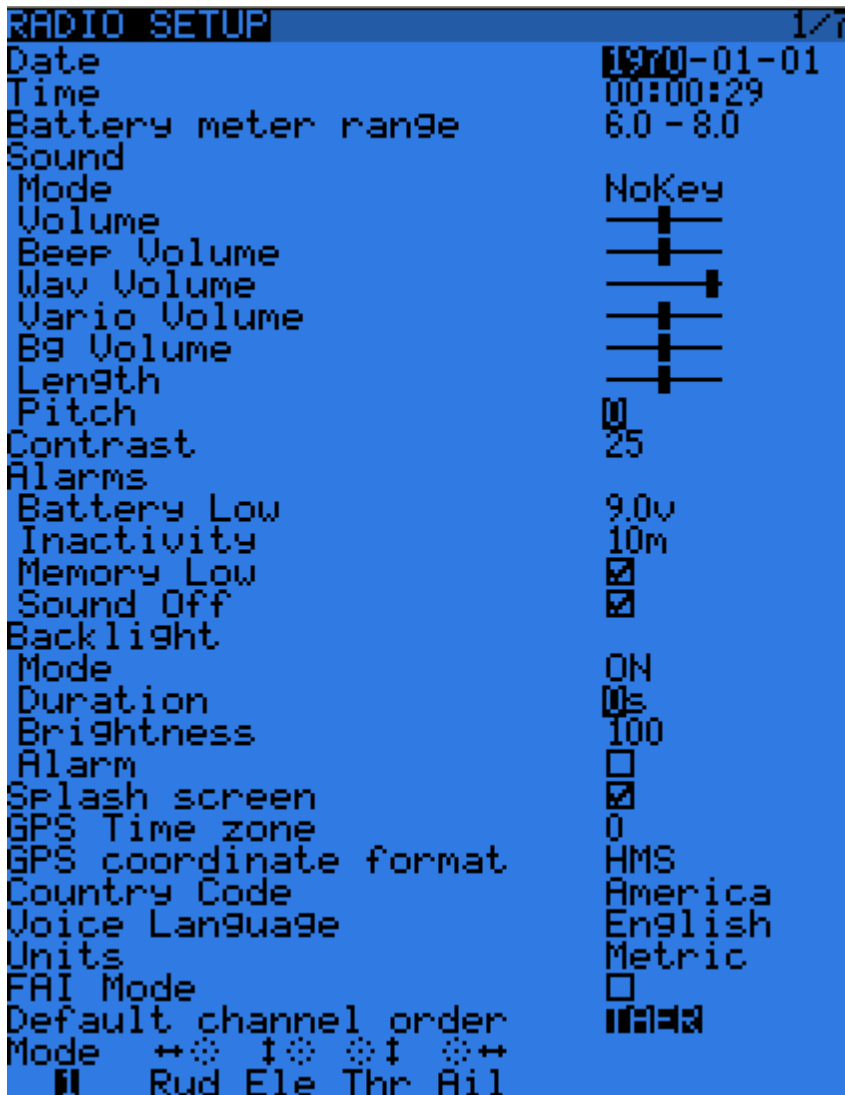 RADIO SETUP 1/7
Date 1970-01-01
Time 00:00:29
Battery meter range 6.0 - 8.0
Sound
Mode NoKey
Volume
Beep Volume
Wav Volume
Vario Volume
Bg Volume
Length
Pitch 0
Contrast 25
Alarms
Battery Low 9.0v
Inactivity 10m
Memory Low
Sound Off
Backlight
Mode ON
Duration 0s
Brightness 100
Alarm
Splash screen
GPS Time zone 0
GPS coordinate format HMS
Country Code America
Voice Language English
Units Metric
FAI Mode
Default channel order TAER
Mode
1 Rud Ele Thr Ail